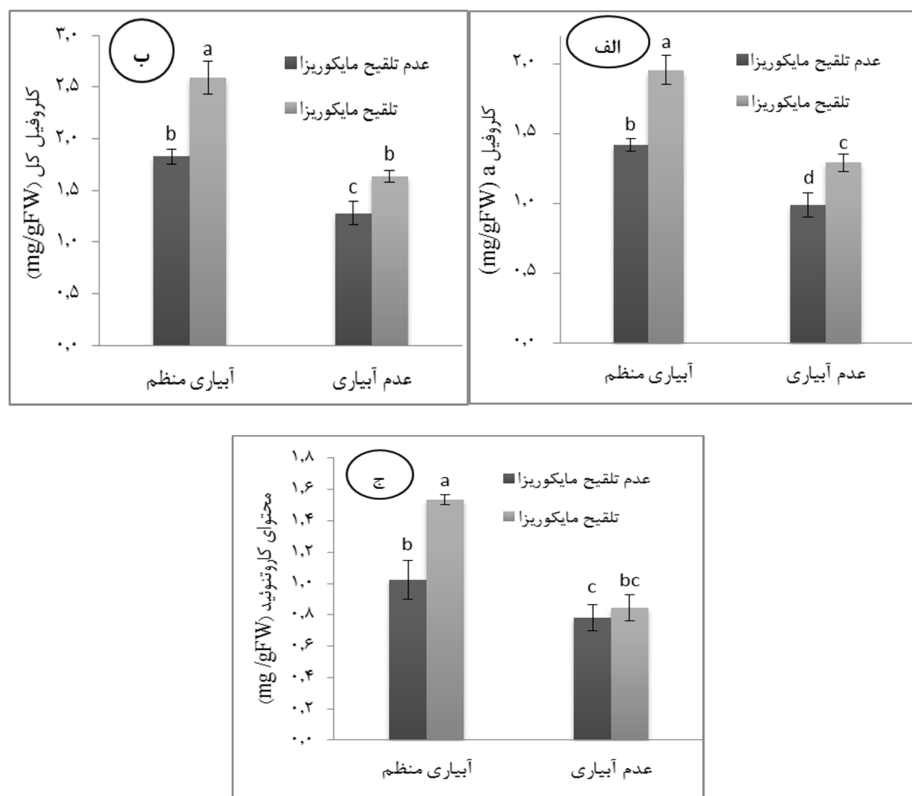 الف
کلروفیل a (mg/gFW)
۲٫۰
۱٫۵
۱٫۰
۰٫۵
۰٫۰
a
b
c
d
عدم تلقیح مایکوریزا
تلقیح مایکوریزا
آبیاری منظم
عدم آبیاری
ب
کلروفیل کل (mg/gFW)
۳٫۰
۲٫۵
۲٫۰
۱٫۵
۱٫۰
۰٫۵
۰٫۰
a
b
b
c
عدم تلقیح مایکوریزا
تلقیح مایکوریزا
آبیاری منظم
عدم آبیاری
ج
محتوای کاروتنوئید (mg /gFW)
۱٫۸
۱٫۶
۱٫۴
۱٫۲
۱٫۰
۰٫۸
۰٫۶
۰٫۴
۰٫۲
۰٫۰
a
b
c
bc
عدم تلقیح مایکوریزا
تلقیح مایکوریزا
آبیاری منظم
عدم آبیاری